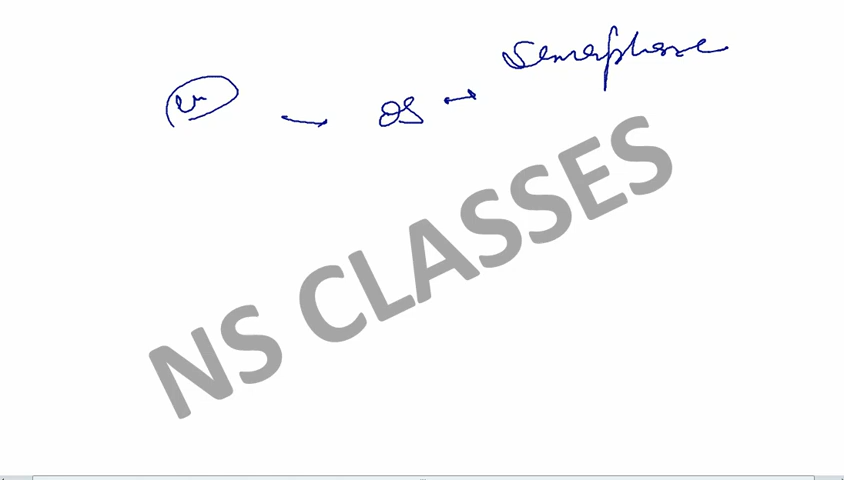 → OS → Semaphore
NS CLASSES